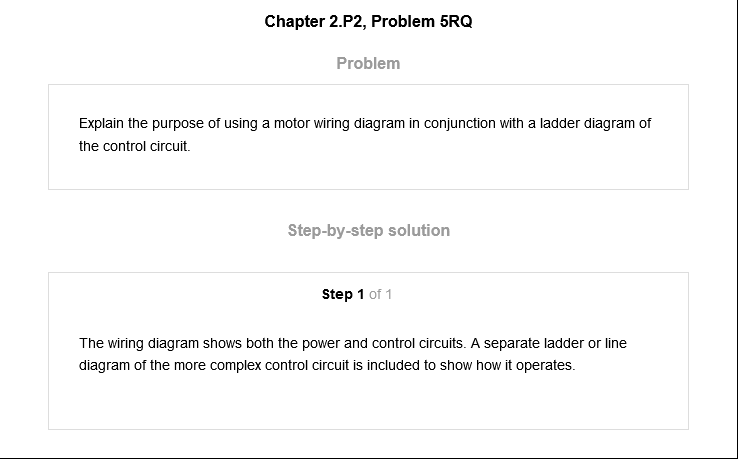 Chapter 2.P2, Problem 5RQ
Problem
Explain the purpose of using a motor wiring diagram in conjunction with a ladder diagram of
the control circuit.
Step-by-step solution
Step 1 of 1
The wiring diagram shows both the power and control circuits. A separate ladder or line
diagram of the more complex control circuit is included to show how it operates.